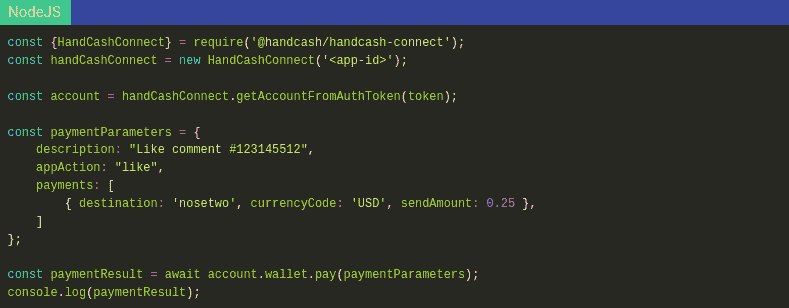 NodeJS
const {HandCashConnect} = require('@handcash/handcash-connect');
const handCashConnect = new HandCashConnect('<app-id>');
const account = handCashConnect.getAccountFromAuthToken(token);
const paymentParameters = {
    description: "Like comment #123145512",
    appAction: "like",
    payments: [
        { destination: 'nosetwo', currencyCode: 'USD', sendAmount: 0.25 },
    ]
};
const paymentResult = await account.wallet.pay(paymentParameters);
console.log(paymentResult);